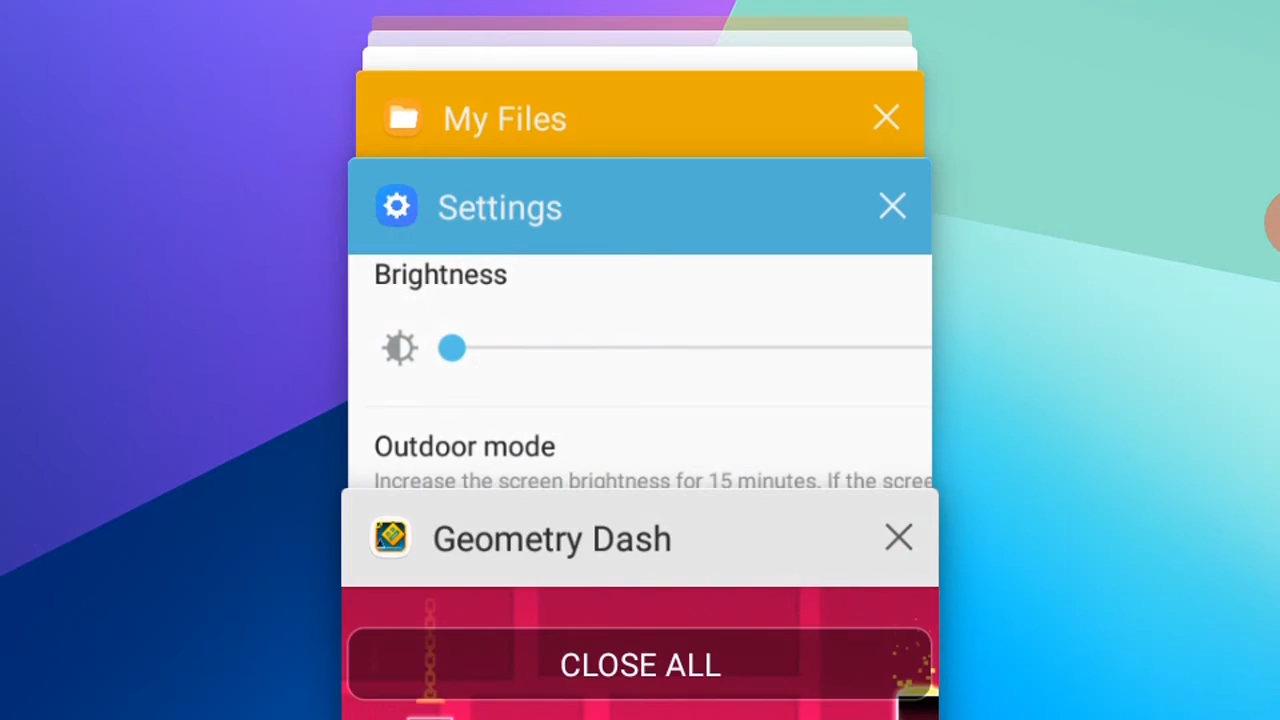 My Files
Settings
Brightness
Outdoor mode
Increase the screen brightness for 15 minutes. If the scree
Geometry Dash
CLOSE ALL